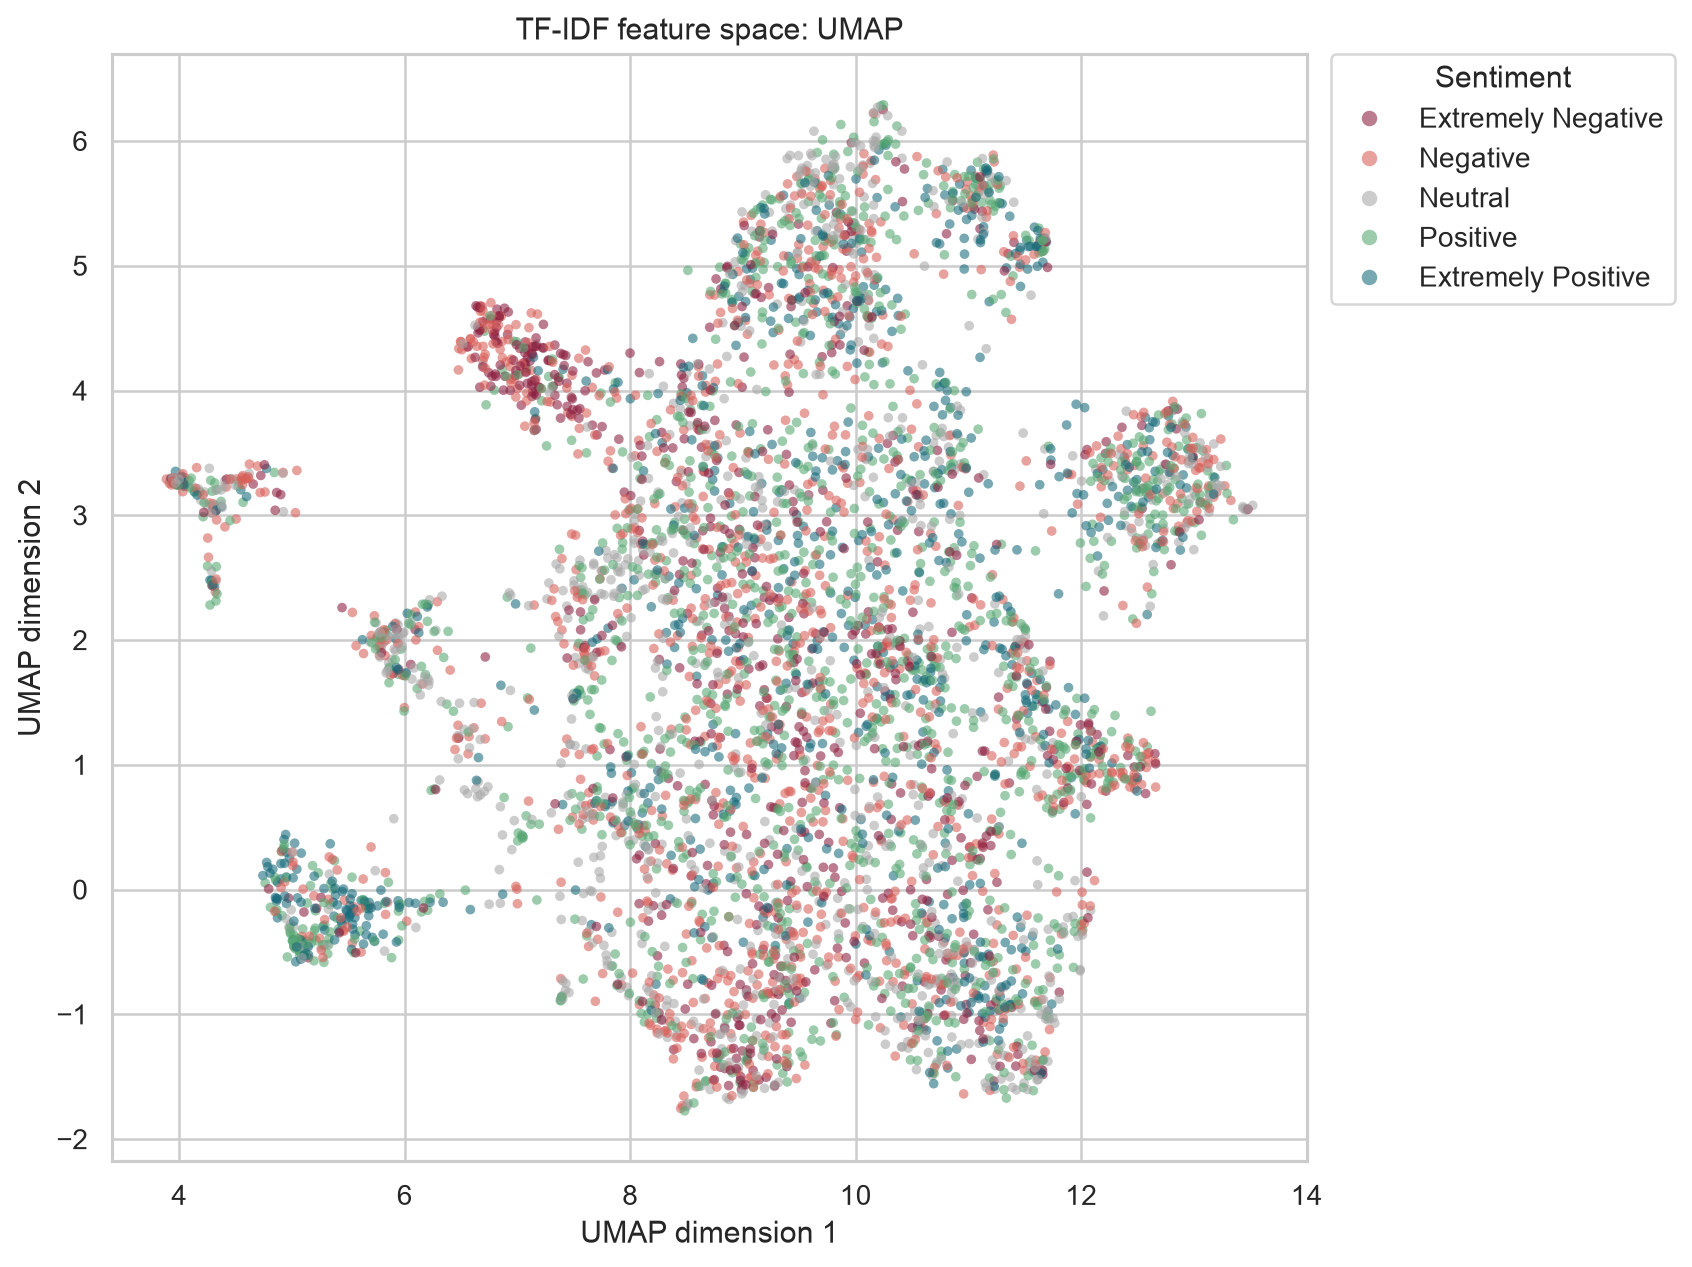 TF-IDF feature space: UMAP
Sentiment
Extremely Negative
Negative
Neutral
Positive
Extremely Positive
UMAP dimension 2
6
5
4
3
2
1
0
−1
−2
4 6 8 10 12 14
UMAP dimension 1